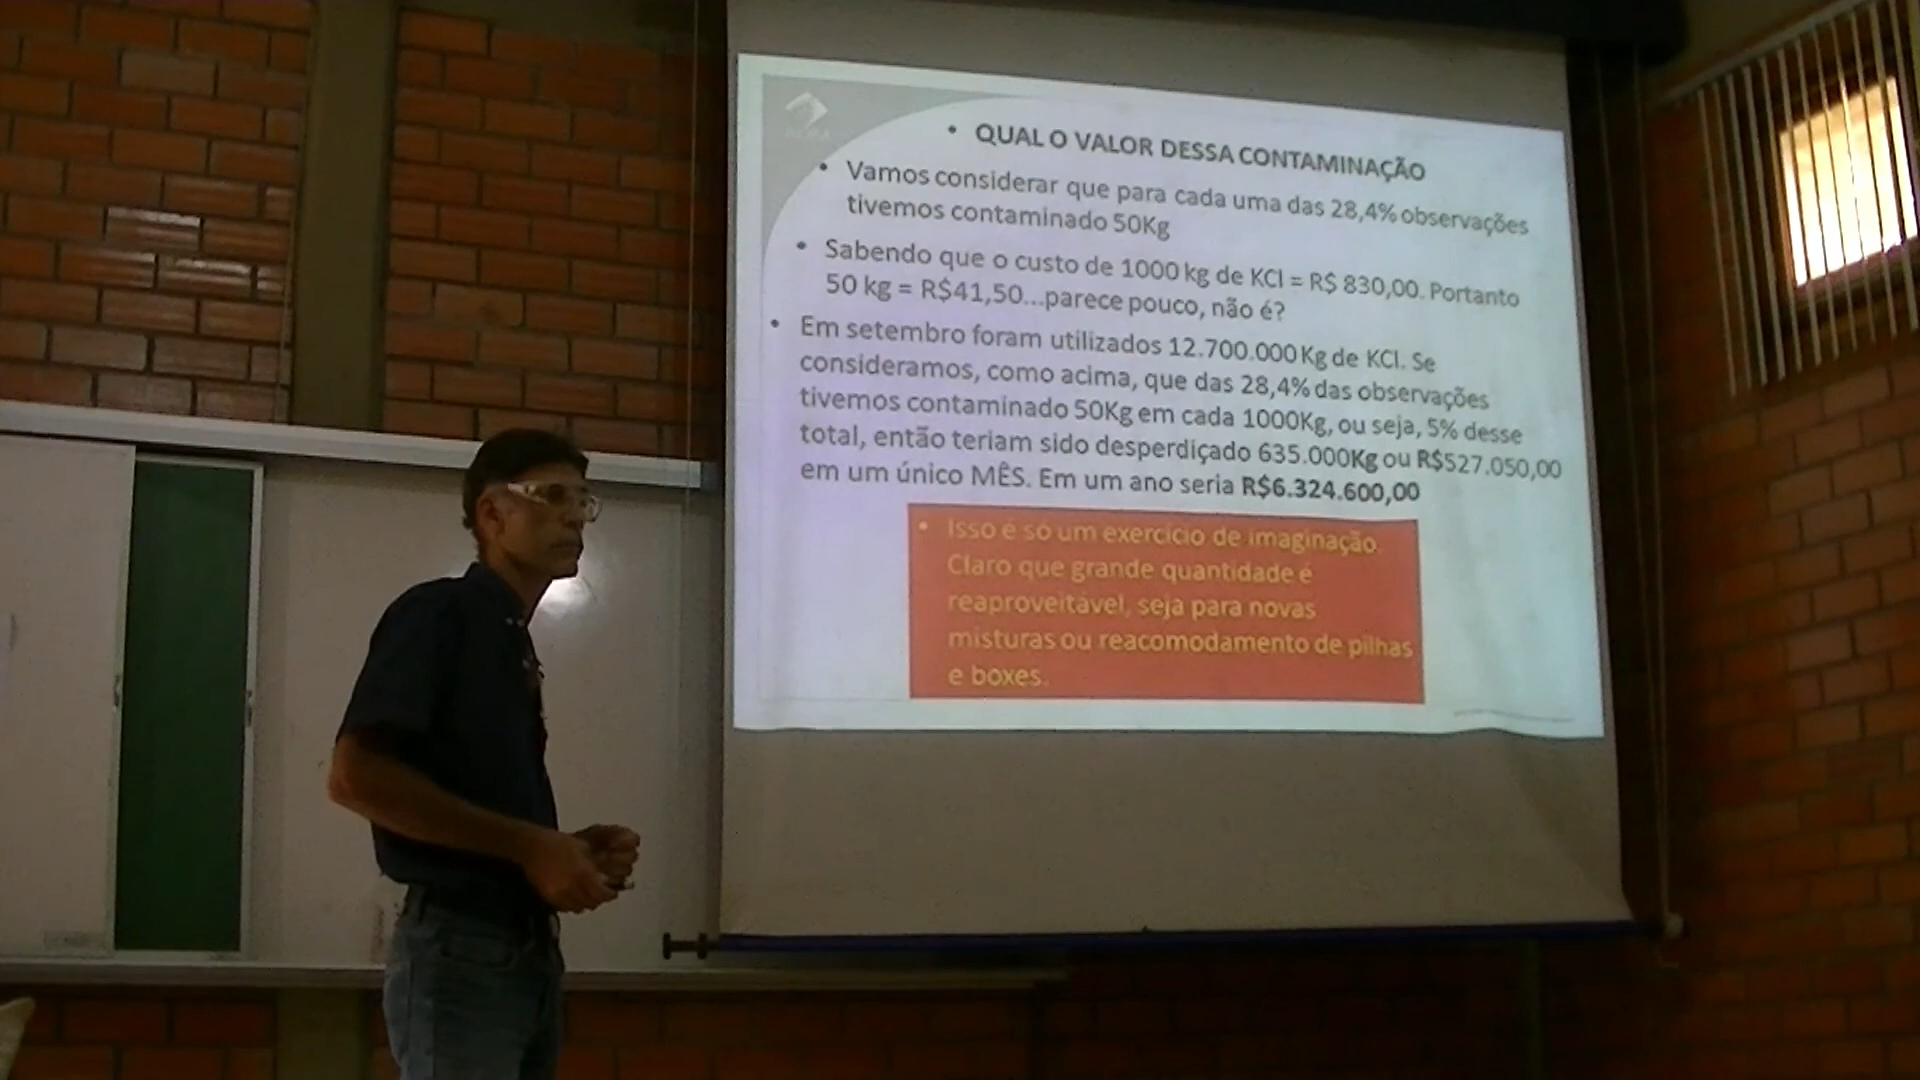 • QUAL O VALOR DESSA CONTAMINAÇÃO
• Vamos considerar que para cada uma das 28,4% observações
tivemos contaminado 50Kg
• Sabendo que o custo de 1000 kg de KCl = R$ 830,00. Portanto
50 kg = R$41,50...parece pouco, não é?
• Em setembro foram utilizados 12.700.000 Kg de KCl. Se
consideramos, como acima, que das 28,4% das observações
tivemos contaminado 50Kg em cada 1000Kg, ou seja, 5% desse
total, então teriam sido desperdiçado 635.000Kg ou R$527.050,00
em um único MÊS. Em um ano seria R$6.324.600,00
• Isso é só um exercício de imaginação.
Claro que grande quantidade é
reaproveitável, seja para novas
misturas ou reacomodamento de pilhas
e boxes.